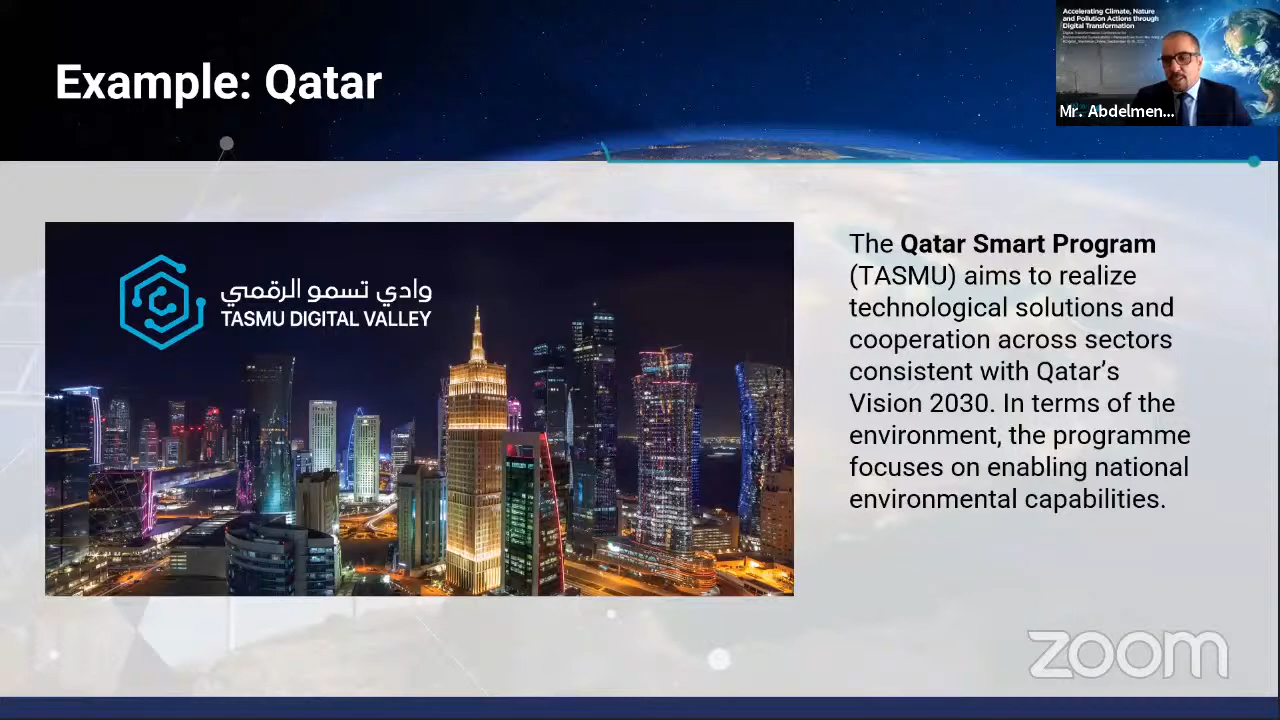 Example: Qatar
Accelerating Climate, Nature
and Pollution Actions through
Digital Transformation
Mr. Abdelmen...
وادي تسمو الرقمي
TASMU DIGITAL VALLEY
The Qatar Smart Program
(TASMU) aims to realize
technological solutions and
cooperation across sectors
consistent with Qatar’s
Vision 2030. In terms of the
environment, the programme
focuses on enabling national
environmental capabilities.
zoom